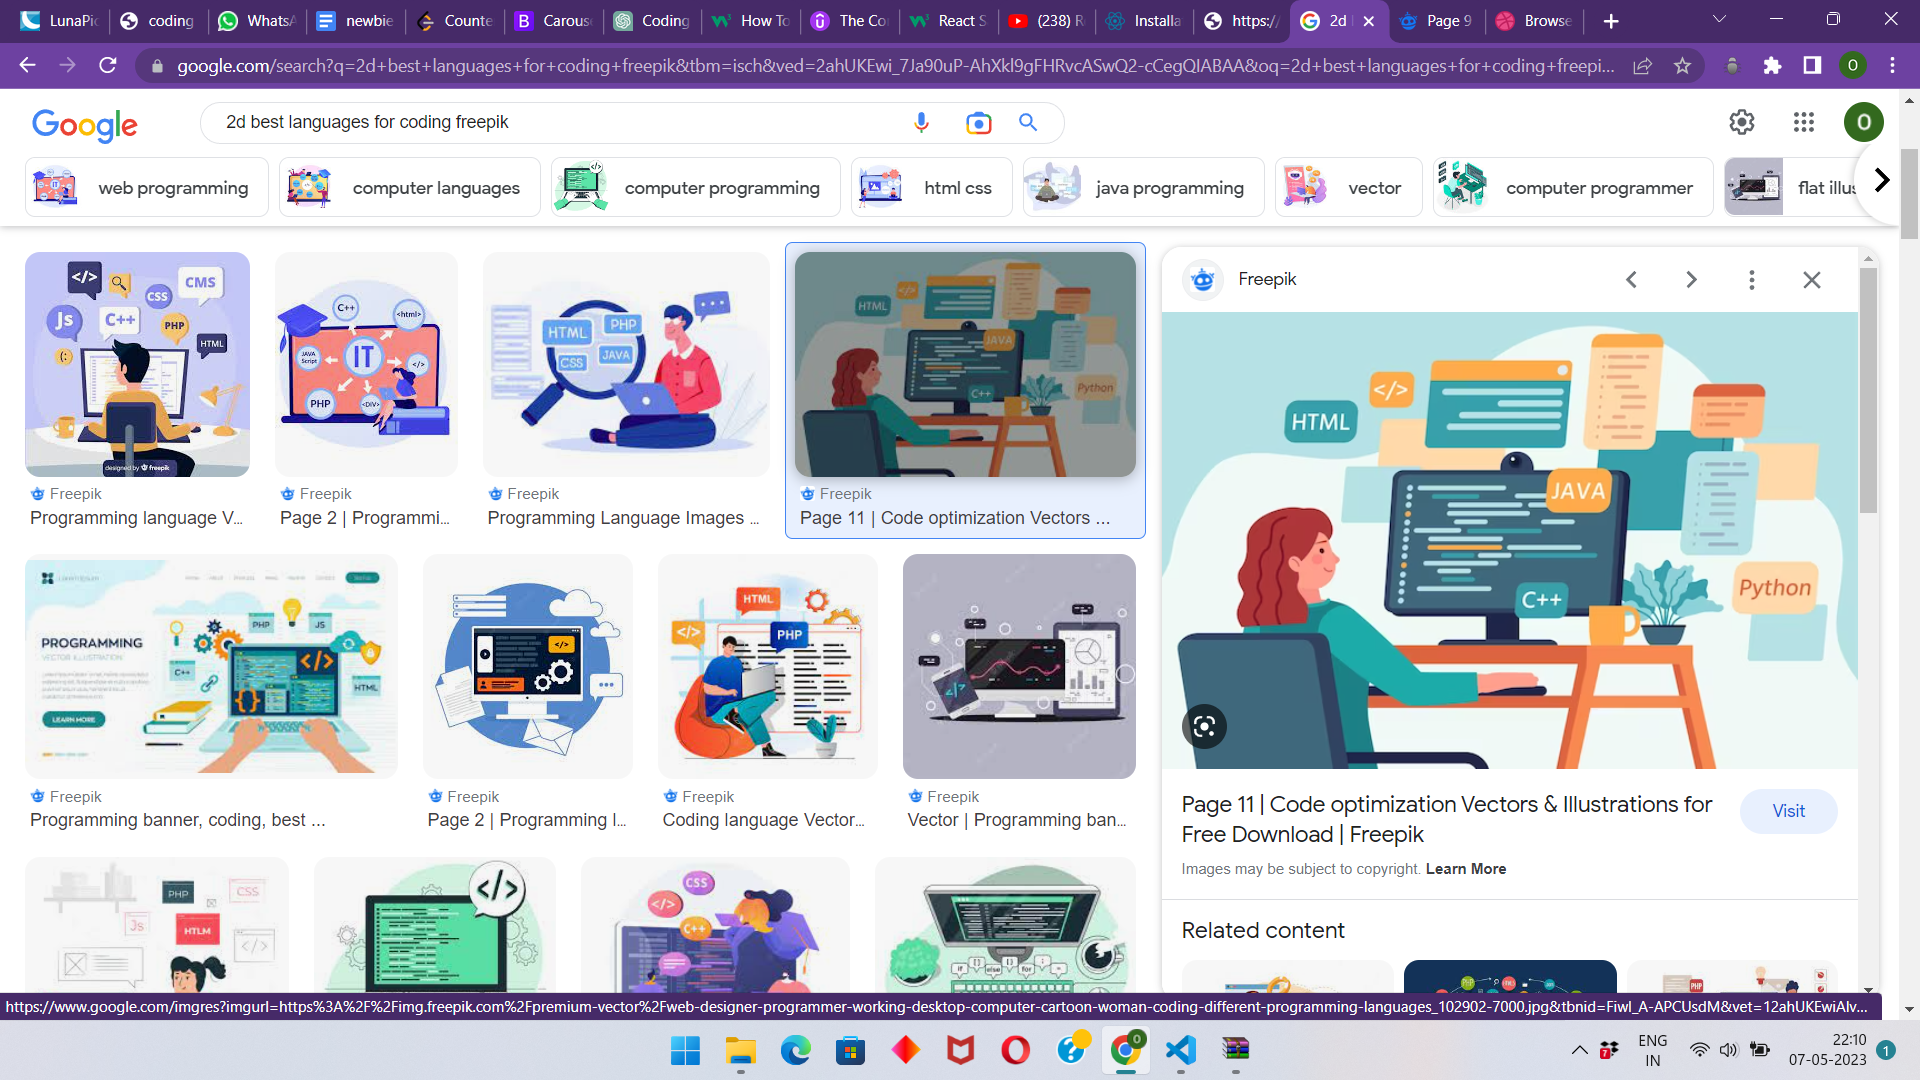 LunaPic
coding
WhatsA
newbie
Counte
Carous
Coding
How To
The Co
React S
(238) R
Installa
https:/
2d
Page 9
Browse
google.com/search?q=2d+best+languages+for+coding+freepik&tbm=isch&ved=2ahUKEwi_7Ja90uP-AhXkl9gFHRvcASwQ2-cCegQIABAA&oq=2d+best+languages+for+coding+freepi...
O
Google
2d best languages for coding freepik
O
web programming
computer languages
computer programming
html css
java programming
vector
computer programmer
flat illus
</>
CMS
CSS
Js
C++
PHP
HTML
designed by freepik
Freepik
Programming language V...
C++
<html>
JAVA
Script
IT
</>
PHP
<DIV>
Freepik
Page 2 | Programmi...
HTML
PHP
CSS
JAVA
Freepik
Programming Language Images ...
HTML
</>
JAVA
C++
Python
Freepik
Page 11 | Code optimization Vectors ...
PROGRAMMING
VECTOR ILLUSTRATION
LEARN MORE
PHP
JS
C++
</>
HTML
Freepik
Programming banner, coding, best ...
</>
Freepik
Page 2 | Programming l...
HTML
</>
PHP
Freepik
Coding language Vector...
</>
Freepik
Vector | Programming ban...
PHP
CSS
Js
HTLM
</>
</>
CSS
</>
C++
if
[ ]
else
{ }
for
Freepik
HTML
</>
JAVA
C++
Python
Page 11 | Code optimization Vectors & Illustrations for
Free Download | Freepik
Visit
Images may be subject to copyright. Learn More
Related content
PHP
https://www.google.com/imgres?imgurl=https%3A%2F%2Fimg.freepik.com%2Fpremium-vector%2Fweb-designer-programmer-working-desktop-computer-cartoon-woman-coding-different-programming-languages_102902-7000.jpg&tbnid=FiwI_A-APCUsdM&vet=12ahUKEwiAlv...
7
ENG
IN
22:10
07-05-2023
1